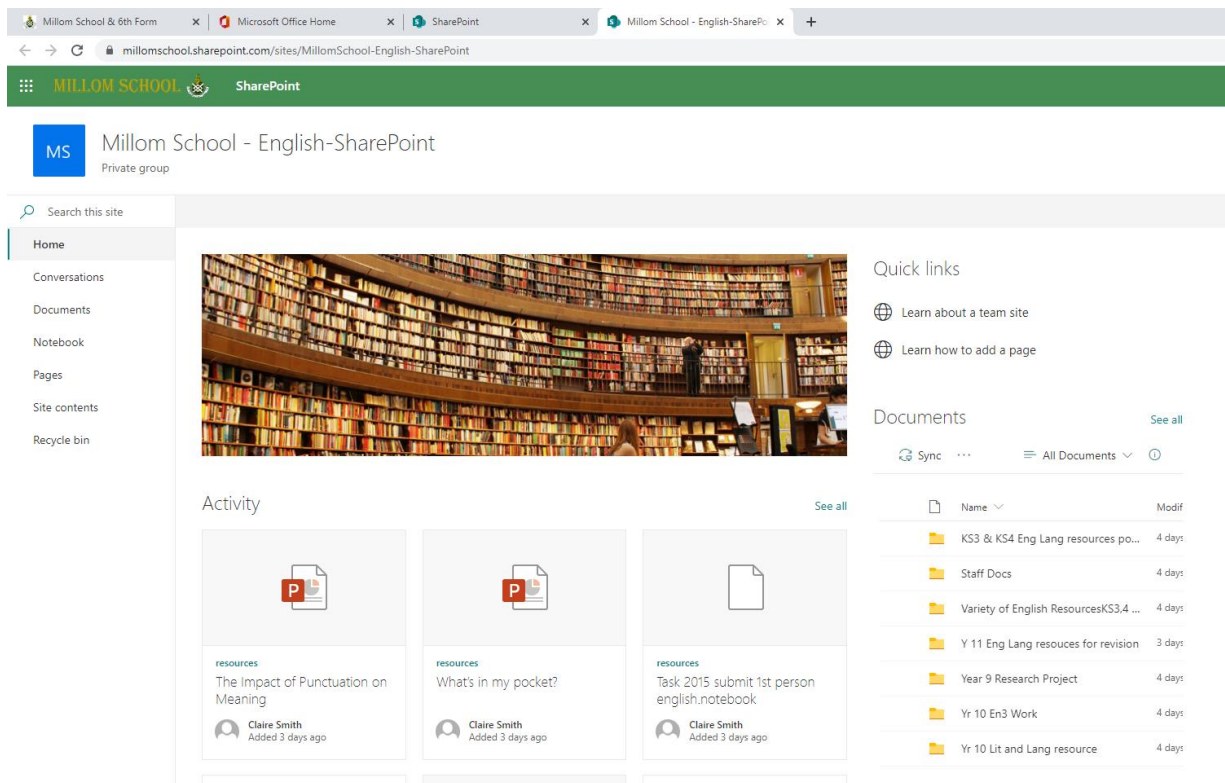 Millom School & 6th Form
Microsoft Office Home
SharePoint
Millom School - English-SharePo
millomschool.sharepoint.com/sites/MillomSchool-English-SharePoint
MILLOM SCHOOL
SharePoint
MS
Millom School - English-SharePoint
Private group
Search this site
Home
Conversations
Documents
Notebook
Pages
Site contents
Recycle bin
Quick links
Learn about a team site
Learn how to add a page
Documents
See all
Sync ... All Documents
Name Modif
KS3 & KS4 Eng Lang resources po... 4 days
Staff Docs 4 days
Variety of English ResourcesKS3,4 ... 4 days
Y 11 Eng Lang resouces for revision 3 days
Year 9 Research Project 4 days
Yr 10 En3 Work 4 days
Yr 10 Lit and Lang resource 4 days
Activity
See all
P
resources
The Impact of Punctuation on
Meaning
Claire Smith
Added 3 days ago
P
resources
What's in my pocket?
Claire Smith
Added 3 days ago
resources
Task 2015 submit 1st person
english.notebook
Claire Smith
Added 3 days ago